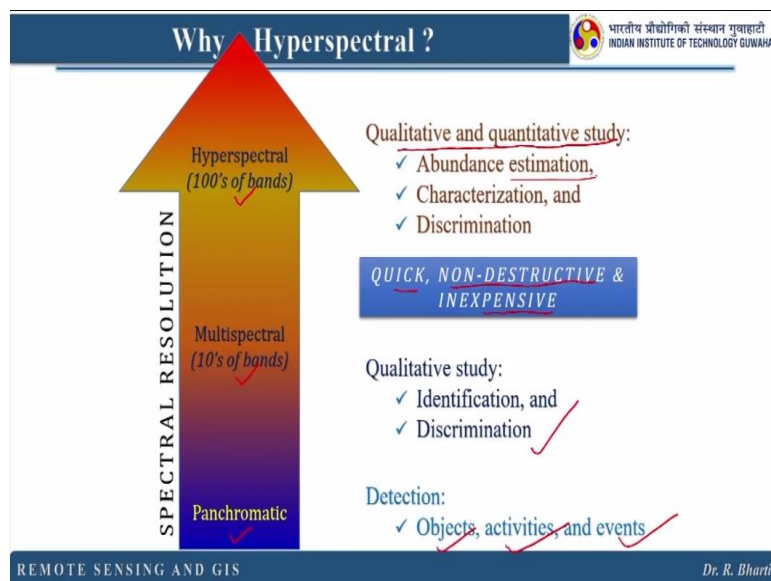 Why Hyperspectral ?
भारतीय प्रौद्योगिकी संस्थान गुवाहाटी
INDIAN INSTITUTE OF TECHNOLOGY GUWAHA
SPECTRAL RESOLUTION
Hyperspectral
(100's of bands)
Multispectral
(10's of bands)
Panchromatic
Qualitative and quantitative study:
✓ Abundance estimation,
✓ Characterization, and
✓ Discrimination
QUICK, NON-DESTRUCTIVE &
INEXPENSIVE
Qualitative study:
✓ Identification, and
✓ Discrimination
Detection:
✓ Objects, activities, and events
REMOTE SENSING AND GIS
Dr. R. Bharti